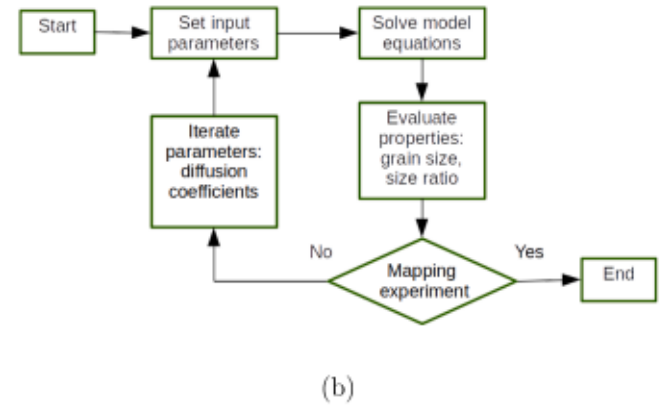 Start
Set input
parameters
Solve model
equations
Evaluate
properties:
grain size,
size ratio
Iterate
parameters:
diffusion
coefficients
No
Yes
Mapping
experiment
End
(b)